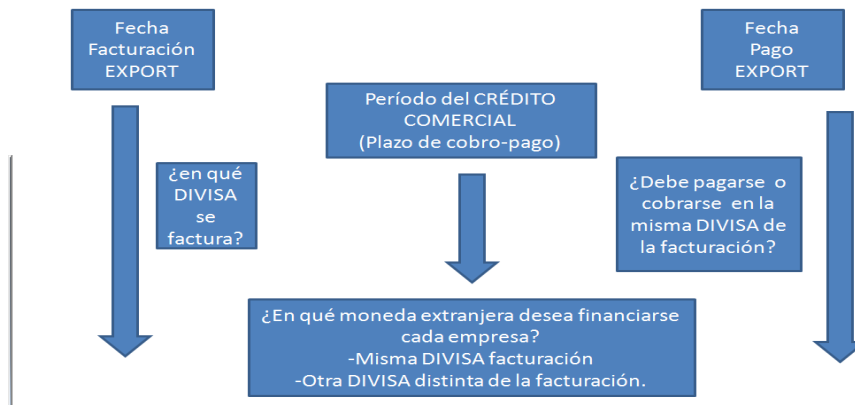 Fecha
Facturación
EXPORT
Fecha
Pago
EXPORT
Período del CRÉDITO
COMERCIAL
(Plazo de cobro-pago)
¿en qué
DIVISA
se
factura?
¿Debe pagarse o
cobrarse en la
misma DIVISA de
la facturación?
¿En qué moneda extranjera desea financiarse
cada empresa?
-Misma DIVISA facturación
-Otra DIVISA distinta de la facturación.